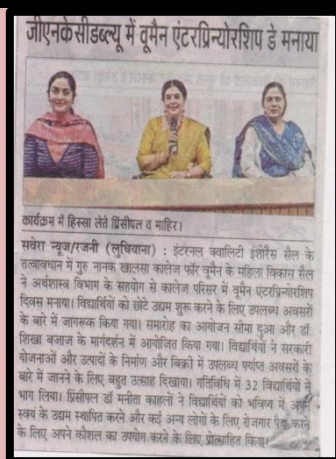 जीएनकेसीडब्ल्यू में वूमैन एंटरप्रिन्योरशिप डे मनाया
कार्यक्रम में हिस्सा लेते प्रिंसीपल व माहिर।
सवेरा न्यूज/रजनी (लुधियाना) : इंटरनल क्वालिटी इंशोरैंस सैल के
तत्वावधान में गुरु नानक खालसा कालेज फॉर वूमैन के महिला विकास सैल
ने अर्थशास्त्र विभाग के सहयोग से कालेज परिसर में वूमैन एंटरप्रिन्योरशिप
दिवस मनाया। विद्यार्थियों को छोटे उद्यम शुरू करने के लिए उपलब्ध अवसरों
के बारे में जागरूक किया गया। समारोह का आयोजन सीमा दुआ और डॉ.
शिखा बजाज के मार्गदर्शन में आयोजित किया गया। विद्यार्थियों ने सरकारी
योजनाओं और उत्पादों के निर्माण और बिक्री में उपलब्ध पर्याप्त अवसरों के
बारे में जानने के लिए बहुत उत्साह दिखाया। गतिविधि में 32 विद्यार्थियों ने
भाग लिया। प्रिंसीपल डॉ मनीता काहलों ने विद्यार्थियों को भविष्य में अपने
स्वयं के उद्यम स्थापित करने और कई अन्य लोगों के लिए रोजगार पैदा करने
के लिए अपने कौशल का उपयोग करने के लिए प्रोत्साहित किया।